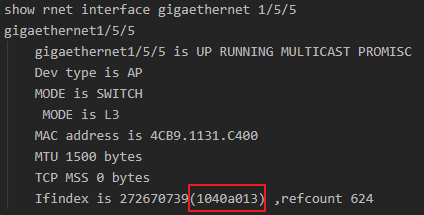 show rnet interface gigaethernet 1/5/5
gigaethernet1/5/5
gigaethernet1/5/5 is UP RUNNING MULTICAST PROMISC
Dev type is AP
MODE is SWITCH
MODE is L3
MAC address is 4CB9.1131.C400
MTU 1500 bytes
TCP MSS 0 bytes
Ifindex is 272670739(1040a013) ,refcount 624